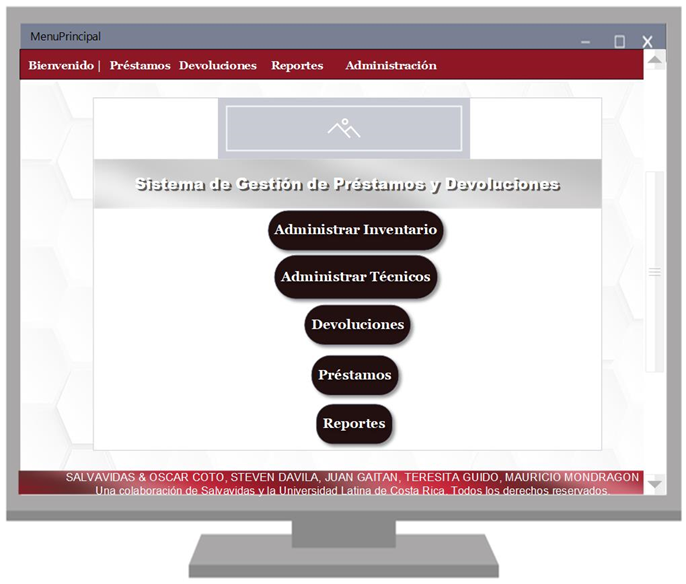 MenuPrincipal
Bienvenido | Préstamos Devoluciones Reportes Administración
Sistema de Gestión de Préstamos y Devoluciones
Administrar Inventario
Administrar Técnicos
Devoluciones
Préstamos
Reportes
SALVAVIDAS & OSCAR COTO, STEVEN DAVILA, JUAN GAITAN, TERESITA GUIDO, MAURICIO MONDRAGON
Una colaboración de Salvavidas y la Universidad Latina de Costa Rica. Todos los derechos reservados